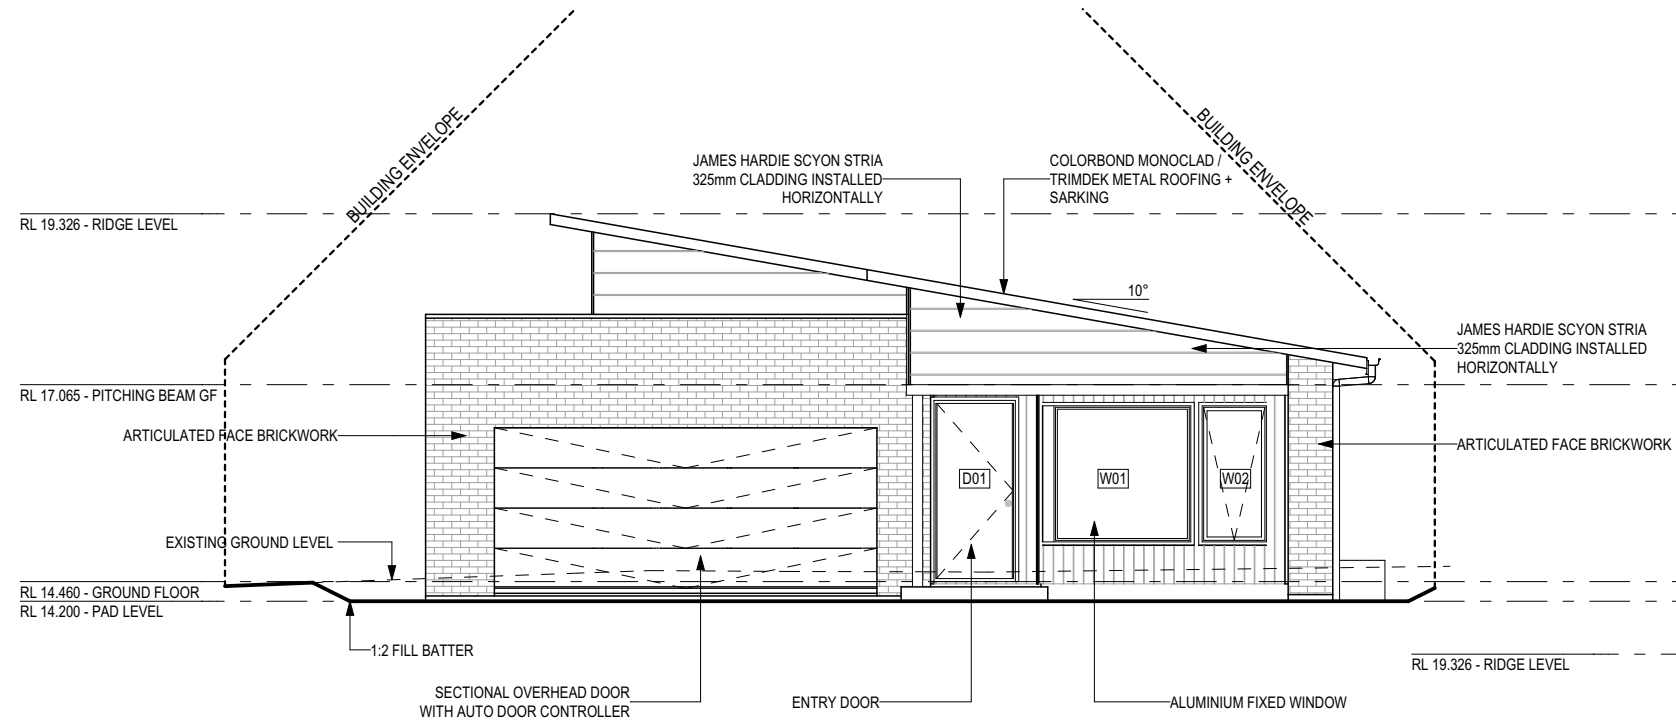 BUILDING ENVELOPE
BUILDING ENVELOPE
JAMES HARDIE SCYON STRIA
325mm CLADDING INSTALLED
HORIZONTALLY
COLORBOND MONOCLAD /
TRIMDEK METAL ROOFING +
SARKING
RL 19.326 - RIDGE LEVEL
10°
JAMES HARDIE SCYON STRIA
325mm CLADDING INSTALLED
HORIZONTALLY
RL 17.065 - PITCHING BEAM GF
ARTICULATED FACE BRICKWORK
ARTICULATED FACE BRICKWORK
D01
W01
W02
EXISTING GROUND LEVEL
RL 14.460 - GROUND FLOOR
RL 14.200 - PAD LEVEL
1:2 FILL BATTER
RL 19.326 - RIDGE LEVEL
SECTIONAL OVERHEAD DOOR
WITH AUTO DOOR CONTROLLER
ENTRY DOOR
ALUMINIUM FIXED WINDOW